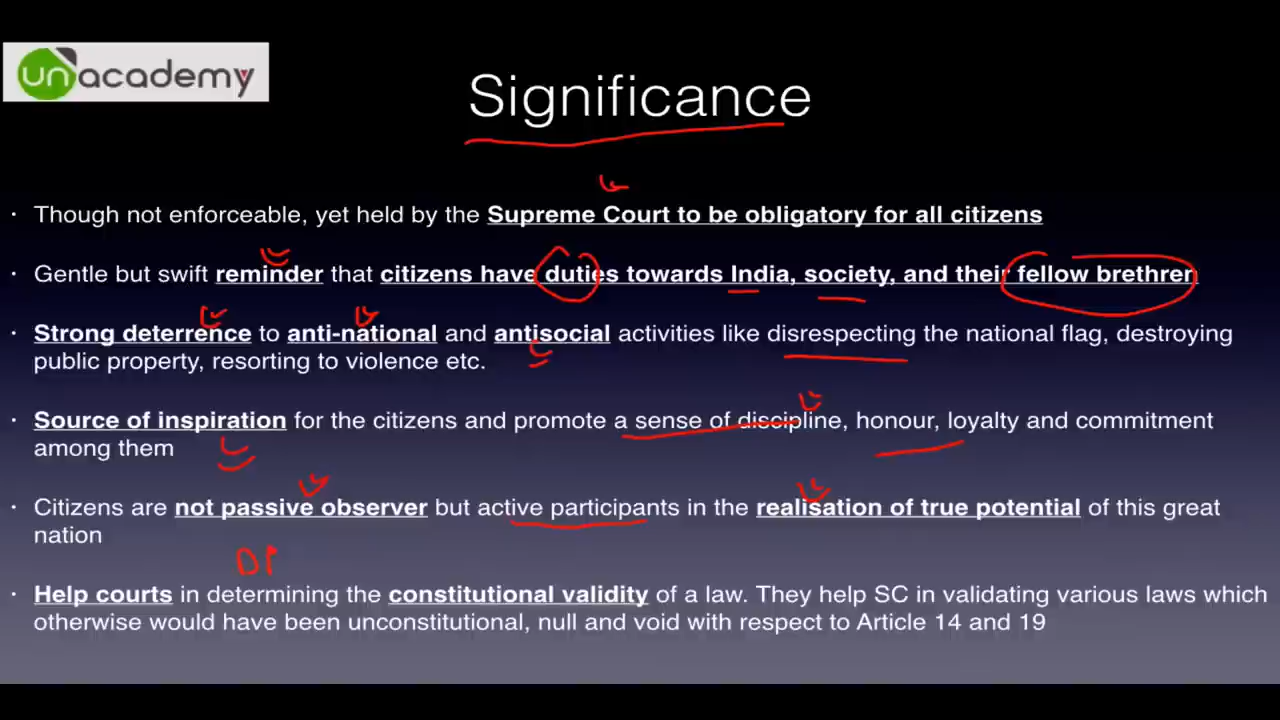 unacademy
Significance
· Though not enforceable, yet held by the Supreme Court to be obligatory for all citizens
· Gentle but swift reminder that citizens have duties towards India, society, and their fellow brethren
· Strong deterrence to anti-national and antisocial activities like disrespecting the national flag, destroying
public property, resorting to violence etc.
· Source of inspiration for the citizens and promote a sense of discipline, honour, loyalty and commitment
among them
· Citizens are not passive observer but active participants in the realisation of true potential of this great
nation
DP
· Help courts in determining the constitutional validity of a law. They help SC in validating various laws which
otherwise would have been unconstitutional, null and void with respect to Article 14 and 19